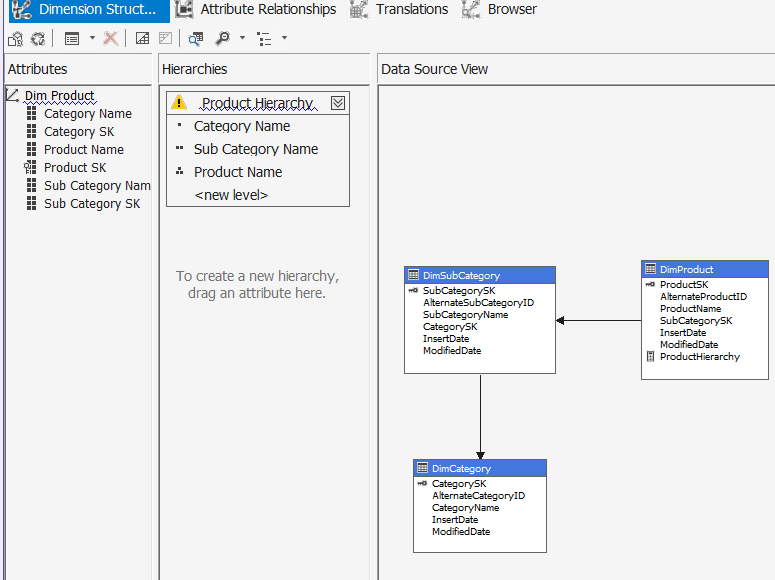 Dimension Struct... Attribute Relationships Translations Browser
Attributes
Dim Product
Category Name
Category SK
Product Name
Product SK
Sub Category Nam
Sub Category SK
Hierarchies
Product Hierarchy
Category Name
Sub Category Name
Product Name
<new level>
To create a new hierarchy,
drag an attribute here.
Data Source View
DimSubCategory
SubCategorySK
AlternateSubCategoryID
SubCategoryName
CategorySK
InsertDate
ModifiedDate
DimProduct
ProductSK
AlternateProductID
ProductName
SubCategorySK
InsertDate
ModifiedDate
ProductHierarchy
DimCategory
CategorySK
AlternateCategoryID
CategoryName
InsertDate
ModifiedDate